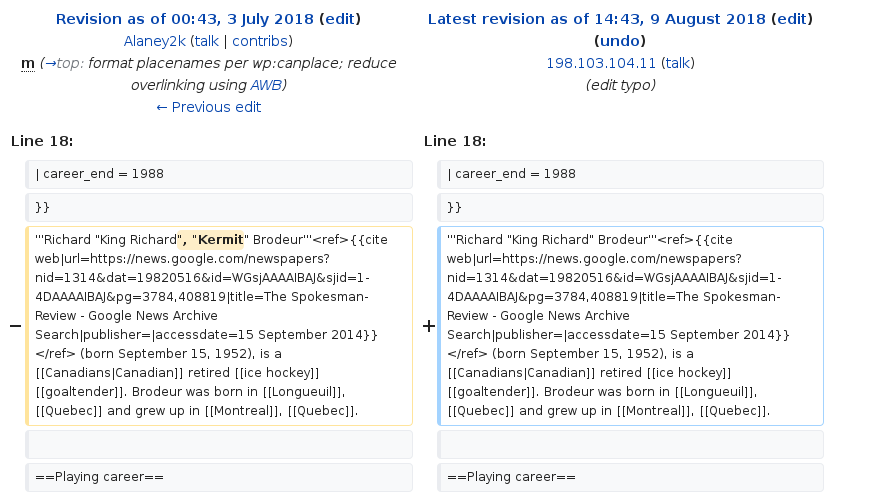 Revision as of 00:43, 3 July 2018 (edit)
Alaney2k (talk | contribs)
m (→top: format placenames per wp:canplace; reduce
overlinking using AWB)
← Previous edit
Latest revision as of 14:43, 9 August 2018 (edit)
(undo)
198.103.104.11 (talk)
(edit typo)
Line 18:
Line 18:
| career_end = 1988
| career_end = 1988
}}
}}
−
'''Richard "King Richard", "Kermit" Brodeur'''<ref>{{cite
web|url=https://news.google.com/newspapers?
nid=1314&dat=19820516&id=WGsjAAAAIBAJ&sjid=1-
4DAAAAIBAJ&pg=3784,408819|title=The Spokesman-
Review - Google News Archive
Search|publisher=|accessdate=15 September 2014}}
</ref> (born September 15, 1952), is a
[[Canadians|Canadian]] retired [[ice hockey]]
[[goaltender]]. Brodeur was born in [[Longueuil]],
[[Quebec]] and grew up in [[Montreal]], [[Quebec]].
+
'''Richard "King Richard" Brodeur'''<ref>{{cite
web|url=https://news.google.com/newspapers?
nid=1314&dat=19820516&id=WGsjAAAAIBAJ&sjid=1-
4DAAAAIBAJ&pg=3784,408819|title=The Spokesman-
Review - Google News Archive
Search|publisher=|accessdate=15 September 2014}}
</ref> (born September 15, 1952), is a
[[Canadians|Canadian]] retired [[ice hockey]]
[[goaltender]]. Brodeur was born in [[Longueuil]],
[[Quebec]] and grew up in [[Montreal]], [[Quebec]].
==Playing career==
==Playing career==